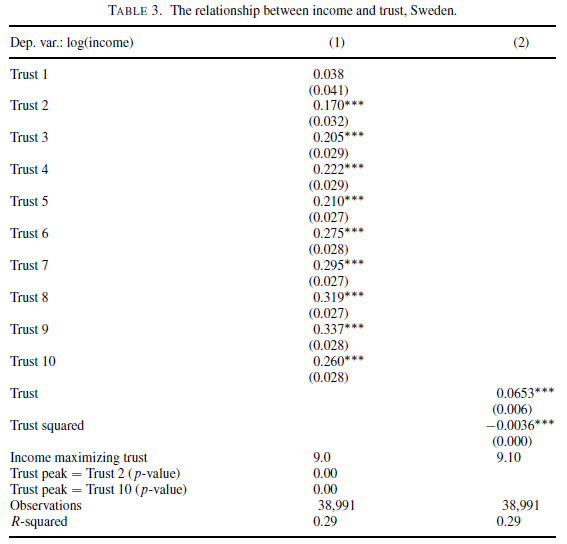 TABLE 3. The relationship between income and trust, Sweden.
Dep. var.: log(income) (1) (2)
Trust 1 0.038
(0.041)
Trust 2 0.170***
(0.032)
Trust 3 0.205***
(0.029)
Trust 4 0.222***
(0.029)
Trust 5 0.210***
(0.027)
Trust 6 0.275***
(0.028)
Trust 7 0.295***
(0.027)
Trust 8 0.319***
(0.027)
Trust 9 0.337***
(0.028)
Trust 10 0.260***
(0.028)
Trust 0.0653***
(0.006)
Trust squared −0.0036***
(0.000)
Income maximizing trust 9.0 9.10
Trust peak = Trust 2 (p-value) 0.00
Trust peak = Trust 10 (p-value) 0.00
Observations 38,991 38,991
R-squared 0.29 0.29